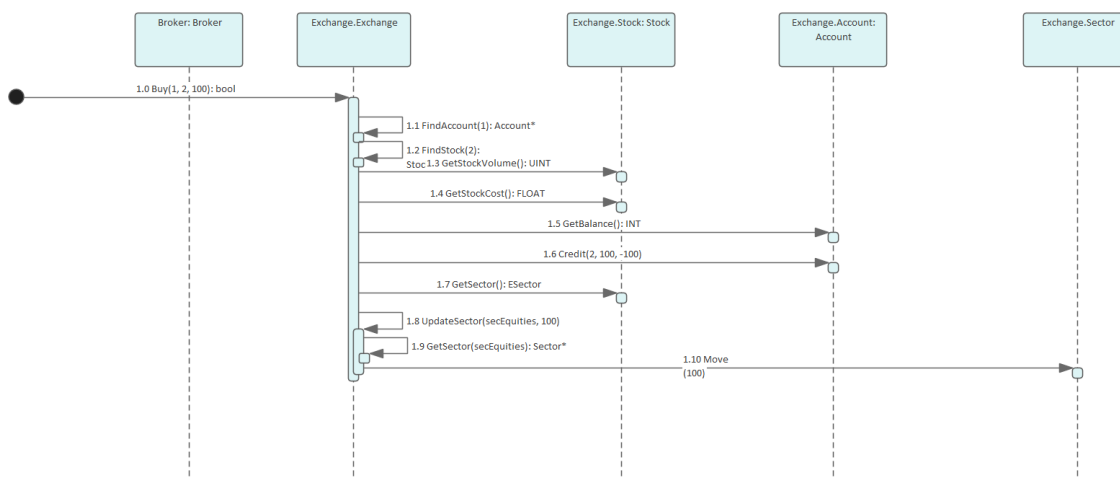 Broker: Broker
Exchange.Exchange
Exchange.Stock: Stock
Exchange.Account:
Account
Exchange.Sector
1.0 Buy(1, 2, 100): bool
1.1 FindAccount(1): Account*
1.2 FindStock(2):
Stoc
1.3 GetStockVolume(): UINT
1.4 GetStockCost(): FLOAT
1.5 GetBalance(): INT
1.6 Credit(2, 100, -100)
1.7 GetSector(): ESector
1.8 UpdateSector(secEquities, 100)
1.9 GetSector(secEquities): Sector*
1.10 Move
(100)